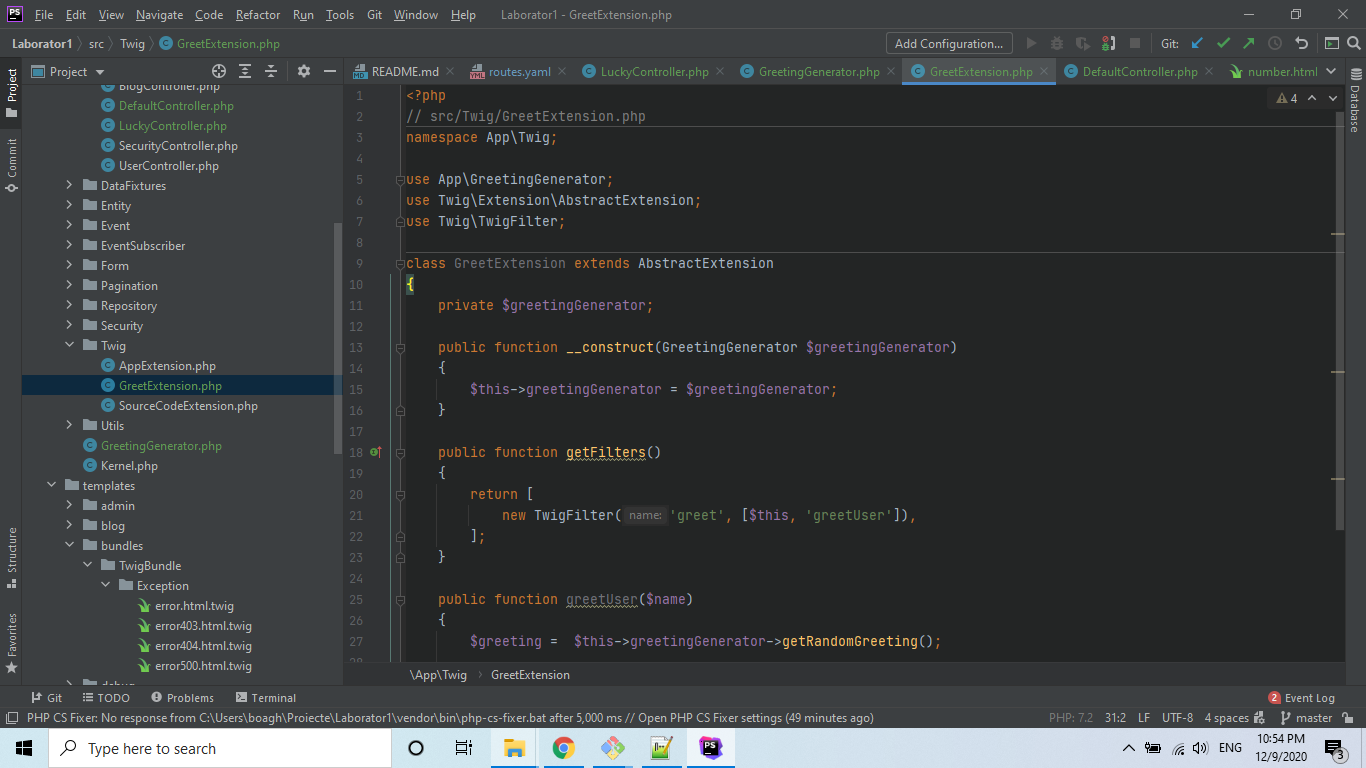 PS File Edit View Navigate Code Refactor Run Tools Git Window Help Laborator1 - GreetExtension.php
Laborator1 src Twig GreetExtension.php Add Configuration... Git:
Project
README.md routes.yaml LuckyController.php GreetingGenerator.php GreetExtension.php DefaultController.php number.html
Project
Commit
Structure
Favorites
BlogController.php
DefaultController.php
LuckyController.php
SecurityController.php
UserController.php
DataFixtures
Entity
Event
EventSubscriber
Form
Pagination
Repository
Security
Twig
AppExtension.php
GreetExtension.php
SourceCodeExtension.php
Utils
GreetingGenerator.php
Kernel.php
templates
admin
blog
bundles
TwigBundle
Exception
error.html.twig
error403.html.twig
error404.html.twig
error500.html.twig
debug
1 <?php
2 // src/Twig/GreetExtension.php
3 namespace App\Twig;
4
5 use App\GreetingGenerator;
6 use Twig\Extension\AbstractExtension;
7 use Twig\TwigFilter;
8
9 class GreetExtension extends AbstractExtension
10 {
11 private $greetingGenerator;
12
13 public function __construct(GreetingGenerator $greetingGenerator)
14 {
15 $this->greetingGenerator = $greetingGenerator;
16 }
17
18 public function getFilters()
19 {
20 return [
21 new TwigFilter( name: 'greet', [$this, 'greetUser']),
22 ];
23 }
24
25 public function greetUser($name)
26 {
27 $greeting = $this->greetingGenerator->getRandomGreeting();
28
4
Database
\App\Twig GreetExtension
Git TODO Problems Terminal 2 Event Log
PHP CS Fixer: No response from C:\Users\boagh\Proiecte\Laborator1\vendor\bin\php-cs-fixer.bat after 5,000 ms // Open PHP CS Fixer settings (49 minutes ago) PHP: 7.2 31:2 LF UTF-8 4 spaces master
Type here to search PS ENG 10:54 PM
12/9/2020 3